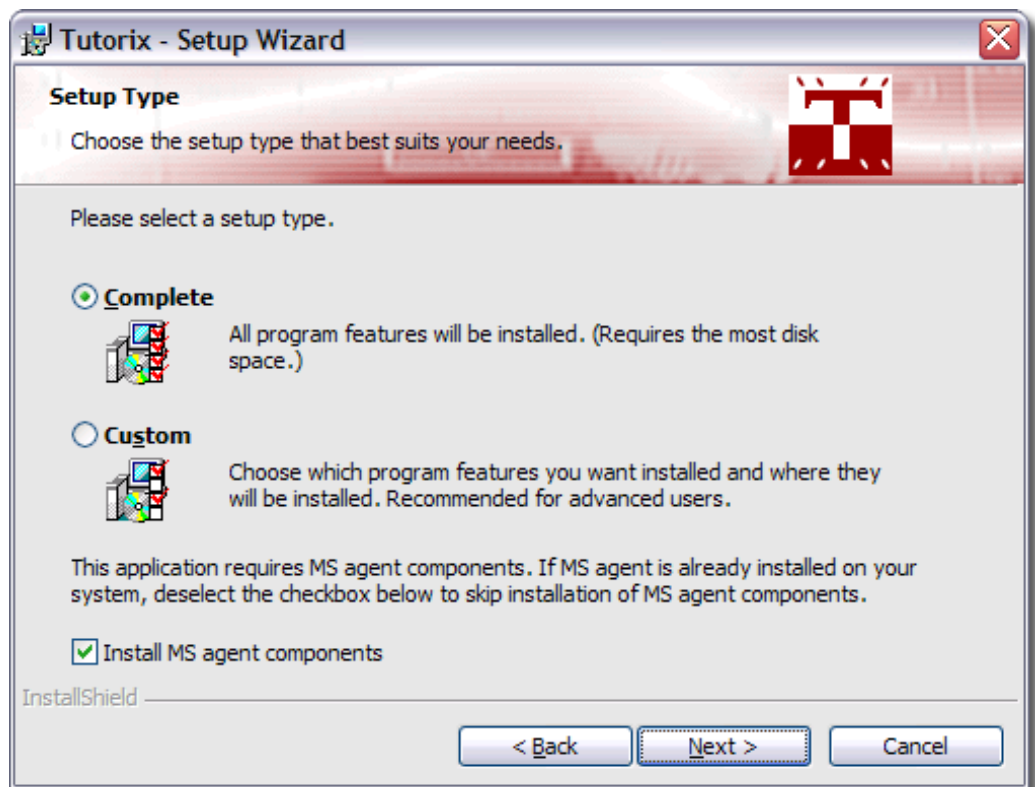 Tutorix - Setup Wizard
Setup Type
Choose the setup type that best suits your needs.
T
Please select a setup type.
Complete
All program features will be installed. (Requires the most disk
space.)
Custom
Choose which program features you want installed and where they
will be installed. Recommended for advanced users.
This application requires MS agent components. If MS agent is already installed on your
system, deselect the checkbox below to skip installation of MS agent components.
Install MS agent components
InstallShield
< Back
Next >
Cancel